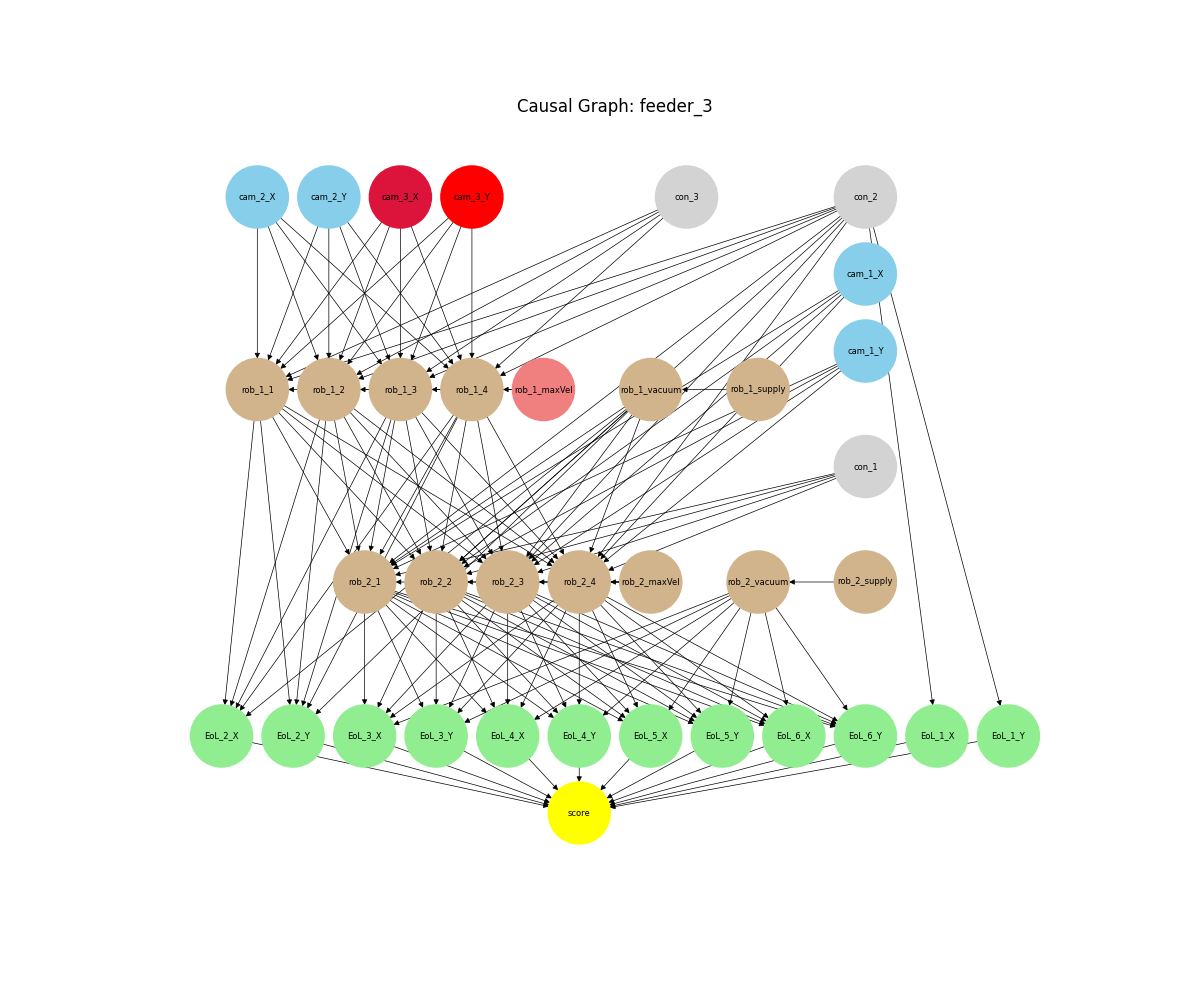 Causal Graph: feeder_3
cam_2_X cam_2_Y cam_3_X cam_3_Y con_3 con_2
cam_1_X
cam_1_Y
rob_1_1 rob_1_2 rob_1_3 rob_1_4 rob_1_maxVel rob_1_vacuum rob_1_supply
con_1
rob_2_1 rob_2_2 rob_2_3 rob_2_4 rob_2_maxVel rob_2_vacuum rob_2_supply
EoL_2_X EoL_2_Y EoL_3_X EoL_3_Y EoL_4_X EoL_4_Y EoL_5_X EoL_5_Y EoL_6_X EoL_6_Y EoL_1_X EoL_1_Y
score